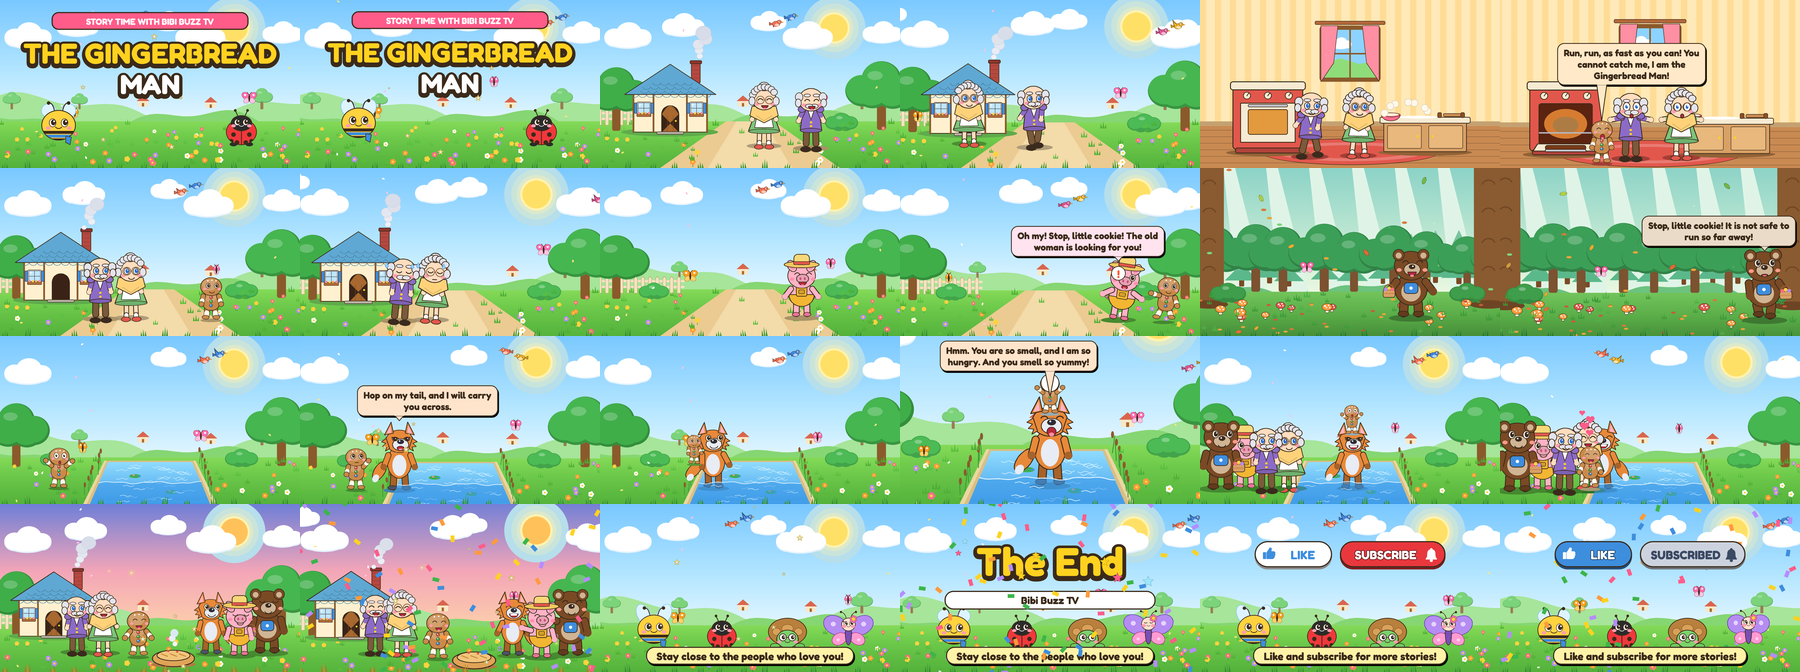 STORY TIME WITH BIBI BUZZ TV
THE GINGERBREAD
MAN
STORY TIME WITH BIBI BUZZ TV
THE GINGERBREAD
MAN
Run, run, as fast as you can! You
cannot catch me, I am the
Gingerbread Man!
Oh my! Stop, little cookie! The old
woman is looking for you!
Stop, little cookie! It is not safe to
run so far away!
Hop on my tail, and I will carry
you across.
Hmm. You are so small, and I am so
hungry. And you smell so yummy!
Stay close to the people who love you!
The End
Bibi Buzz TV
Stay close to the people who love you!
LIKE
SUBSCRIBE
Like and subscribe for more stories!
LIKE
SUBSCRIBED
Like and subscribe for more stories!